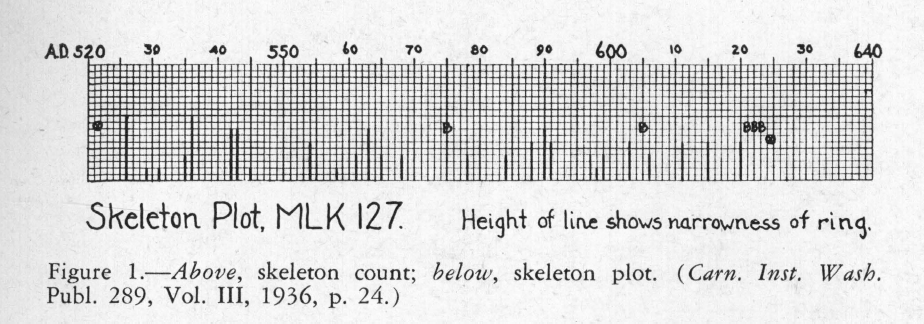 A.D. 520 30 40 550 60 70 80 90 600 10 20 30 640
B B BBB
Skeleton Plot, MLK 127. Height of line shows narrowness of ring.
Figure 1.—Above, skeleton count; below, skeleton plot. (Carn. Inst. Wash.
Publ. 289, Vol. III, 1936, p. 24.)